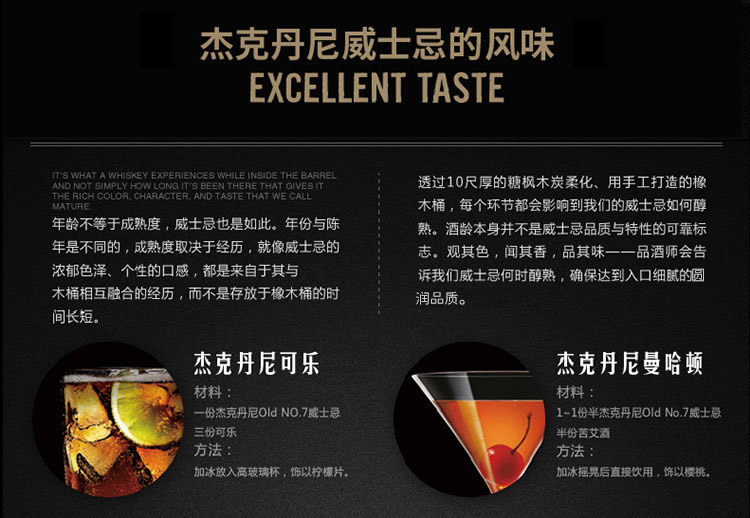 杰克丹尼威士忌的风味
EXCELLENT TASTE
IT'S WHAT A WHISKEY EXPERIENCES WHILE INSIDE THE BARREL
AND NOT SIMPLY HOW LONG IT'S BEEN THERE THAT GIVES IT
THE RICH COLOR, CHARACTER, AND TASTE THAT WE CALL
MATURE
年龄不等于成熟度，威士忌也是如此。年份与陈
年是不同的，成熟度取决于经历，就像威士忌的
浓郁色泽、个性的口感，都是来自于其与
木桶相互融合的经历，而不是存放于橡木桶的时
间长短。
透过10尺厚的糖枫木炭柔化、用手工打造的橡
木桶，每个环节都会影响到我们的威士忌如何醇
熟。酒龄本身并不是威士忌品质与特性的可靠标
志。观其色，闻其香，品其味——品酒师会告
诉我们威士忌何时醇熟，确保达到入口细腻的圆
润品质。
杰克丹尼可乐
材料：
一份杰克丹尼Old NO.7威士忌
三份可乐
方法：
加冰放入高玻璃杯，饰以柠檬片。
杰克丹尼曼哈顿
材料：
1~1份半杰克丹尼Old No.7威士忌
半份苦艾酒
方法：
加冰摇晃后直接饮用，饰以樱桃。